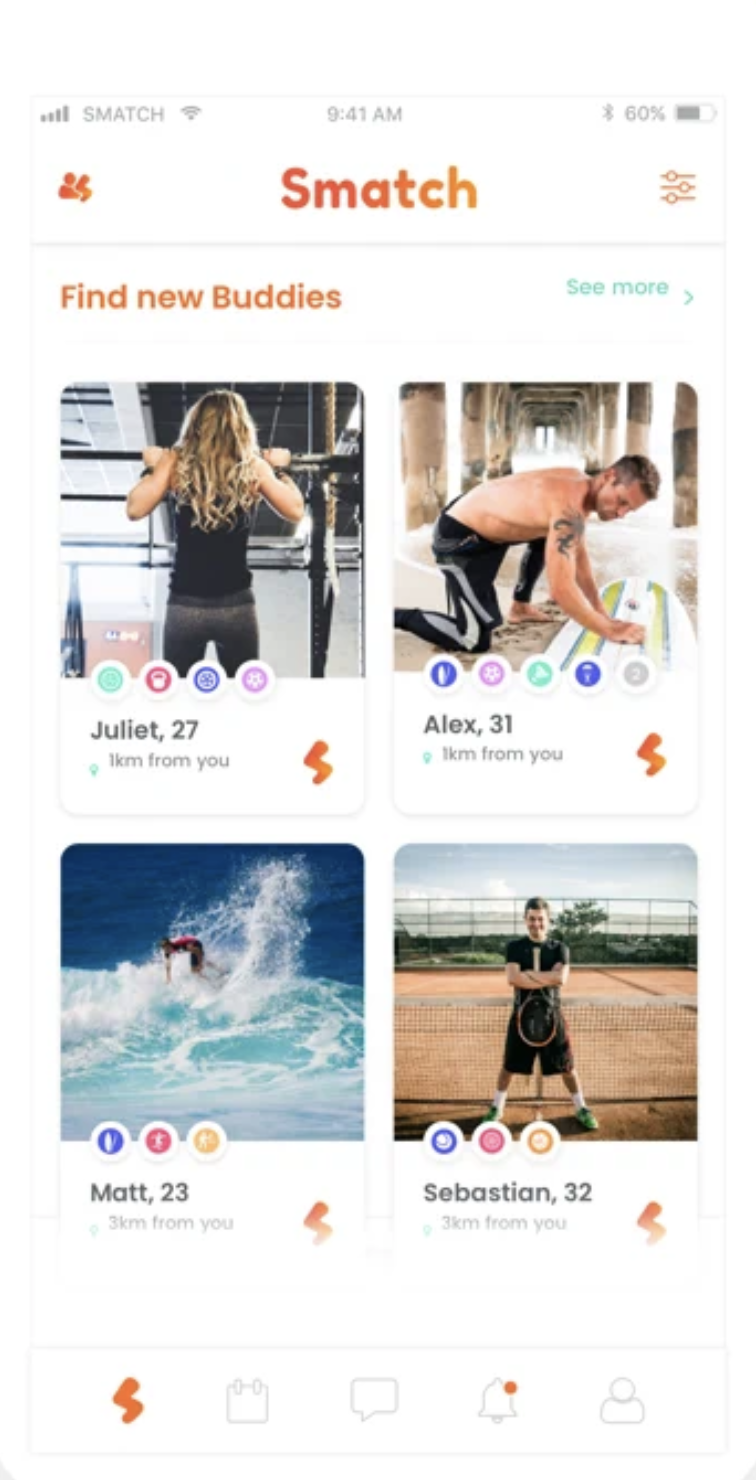 SMATCH 9:41 AM 60%
Smatch
Find new Buddies See more
2
Juliet, 27
1km from you
Alex, 31
1km from you
Matt, 23
3km from you
Sebastian, 32
3km from you